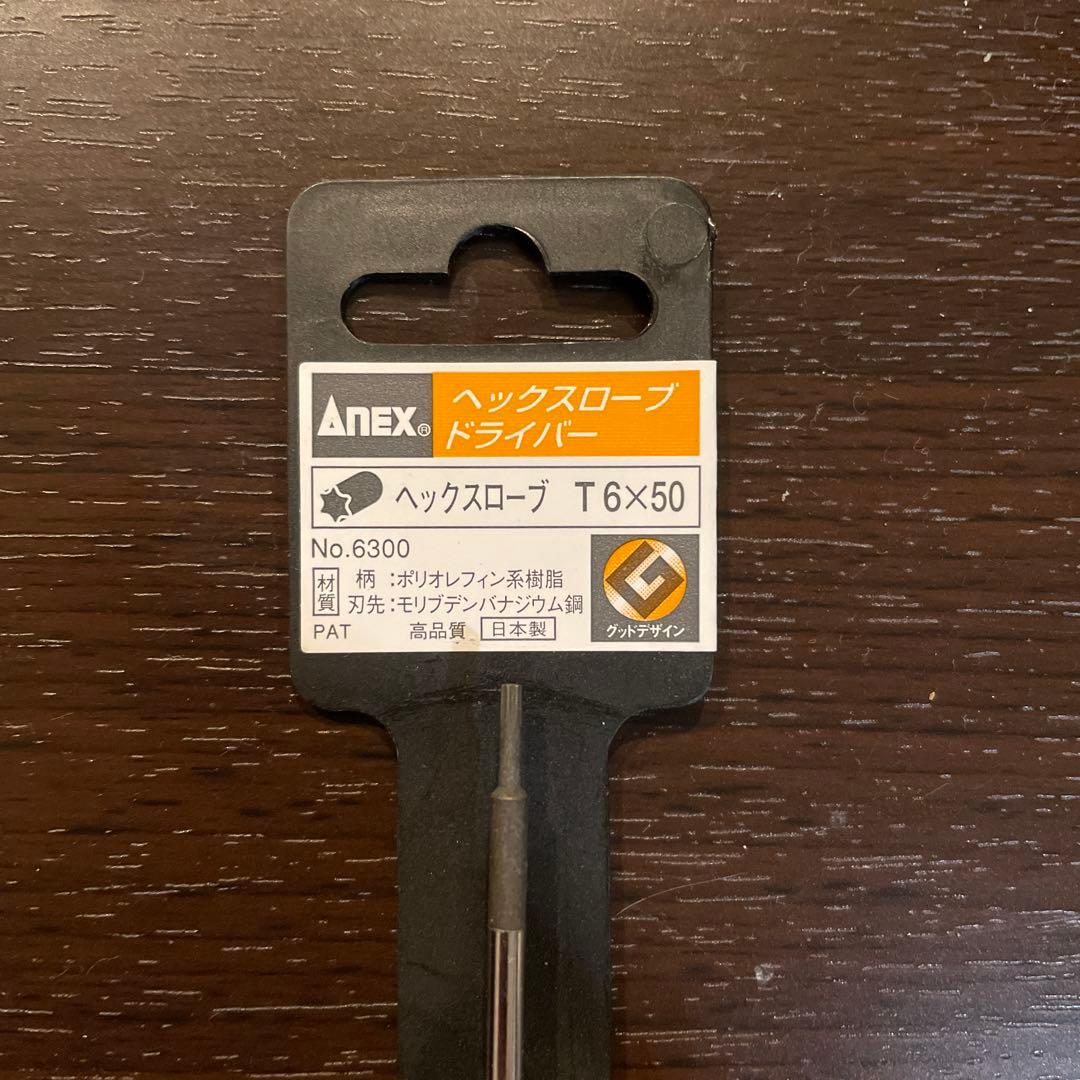 ANEX®
ヘックスローブ
ドライバー
ヘックスローブ T6×50
No.6300
材質 柄:ポリオレフィン系樹脂
刃先:モリブデンバナジウム鋼
PAT 高品質 日本製
グッドデザイン